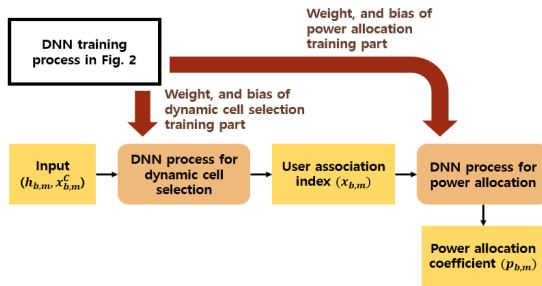 Weight, and bias of
power allocation
training part
DNN training
process in Fig. 2
Weight, and bias of
dynamic cell selection
training part
Input
(h_{b,m}, x_{b,m}^C)
DNN process for
dynamic cell
selection
User association
index (x_{b,m})
DNN process for
power allocation
Power allocation
coefficient (p_{b,m})